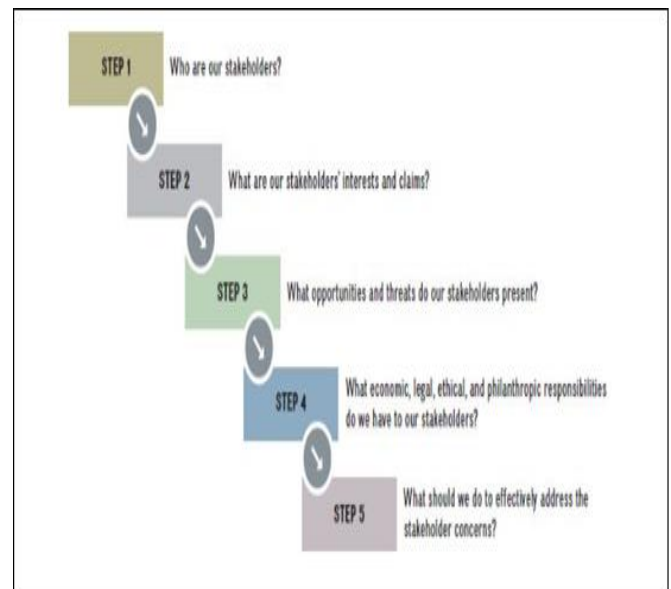 STEP 1
Who are our stakeholders?
STEP 2
What are our stakeholders' interests and claims?
STEP 3
What opportunities and threats do our stakeholders present?
STEP 4
What economic, legal, ethical, and philanthropic responsibilities
do we have to our stakeholders?
STEP 5
What should we do to effectively address the
stakeholder concerns?